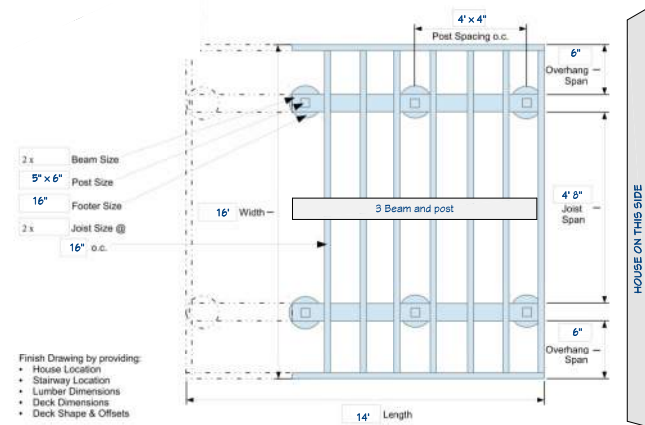 4' x 4"
Post Spacing o.c.
6"
Overhang
Span
2 x Beam Size
5" x 6" Post Size
16" Footer Size
2 x Joist Size @
16" o.c.
16' Width
3 Beam and post
4' 8"
Joist
Span
HOUSE ON THIS SIDE
6"
Overhang
Span
Finish Drawing by providing:
• House Location
• Stairway Location
• Lumber Dimensions
• Deck Dimensions
• Deck Shape & Offsets
14' Length